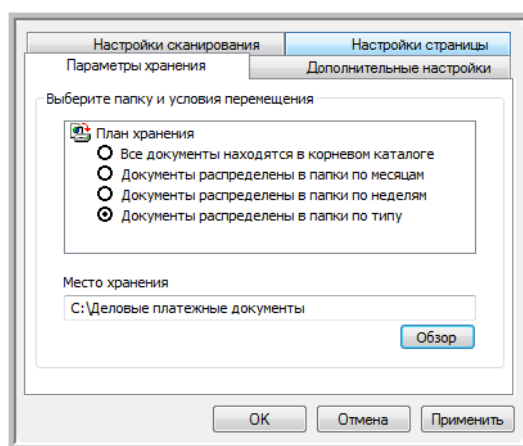 Настройки сканирования
Настройки страницы
Параметры хранения
Дополнительные настройки
Выберите папку и условия перемещения
План хранения
Все документы находятся в корневом каталоге
Документы распределены в папки по месяцам
Документы распределены в папки по неделям
Документы распределены в папки по типу
Место хранения
C:\Деловые платежные документы
Обзор
OK
Отмена
Применить